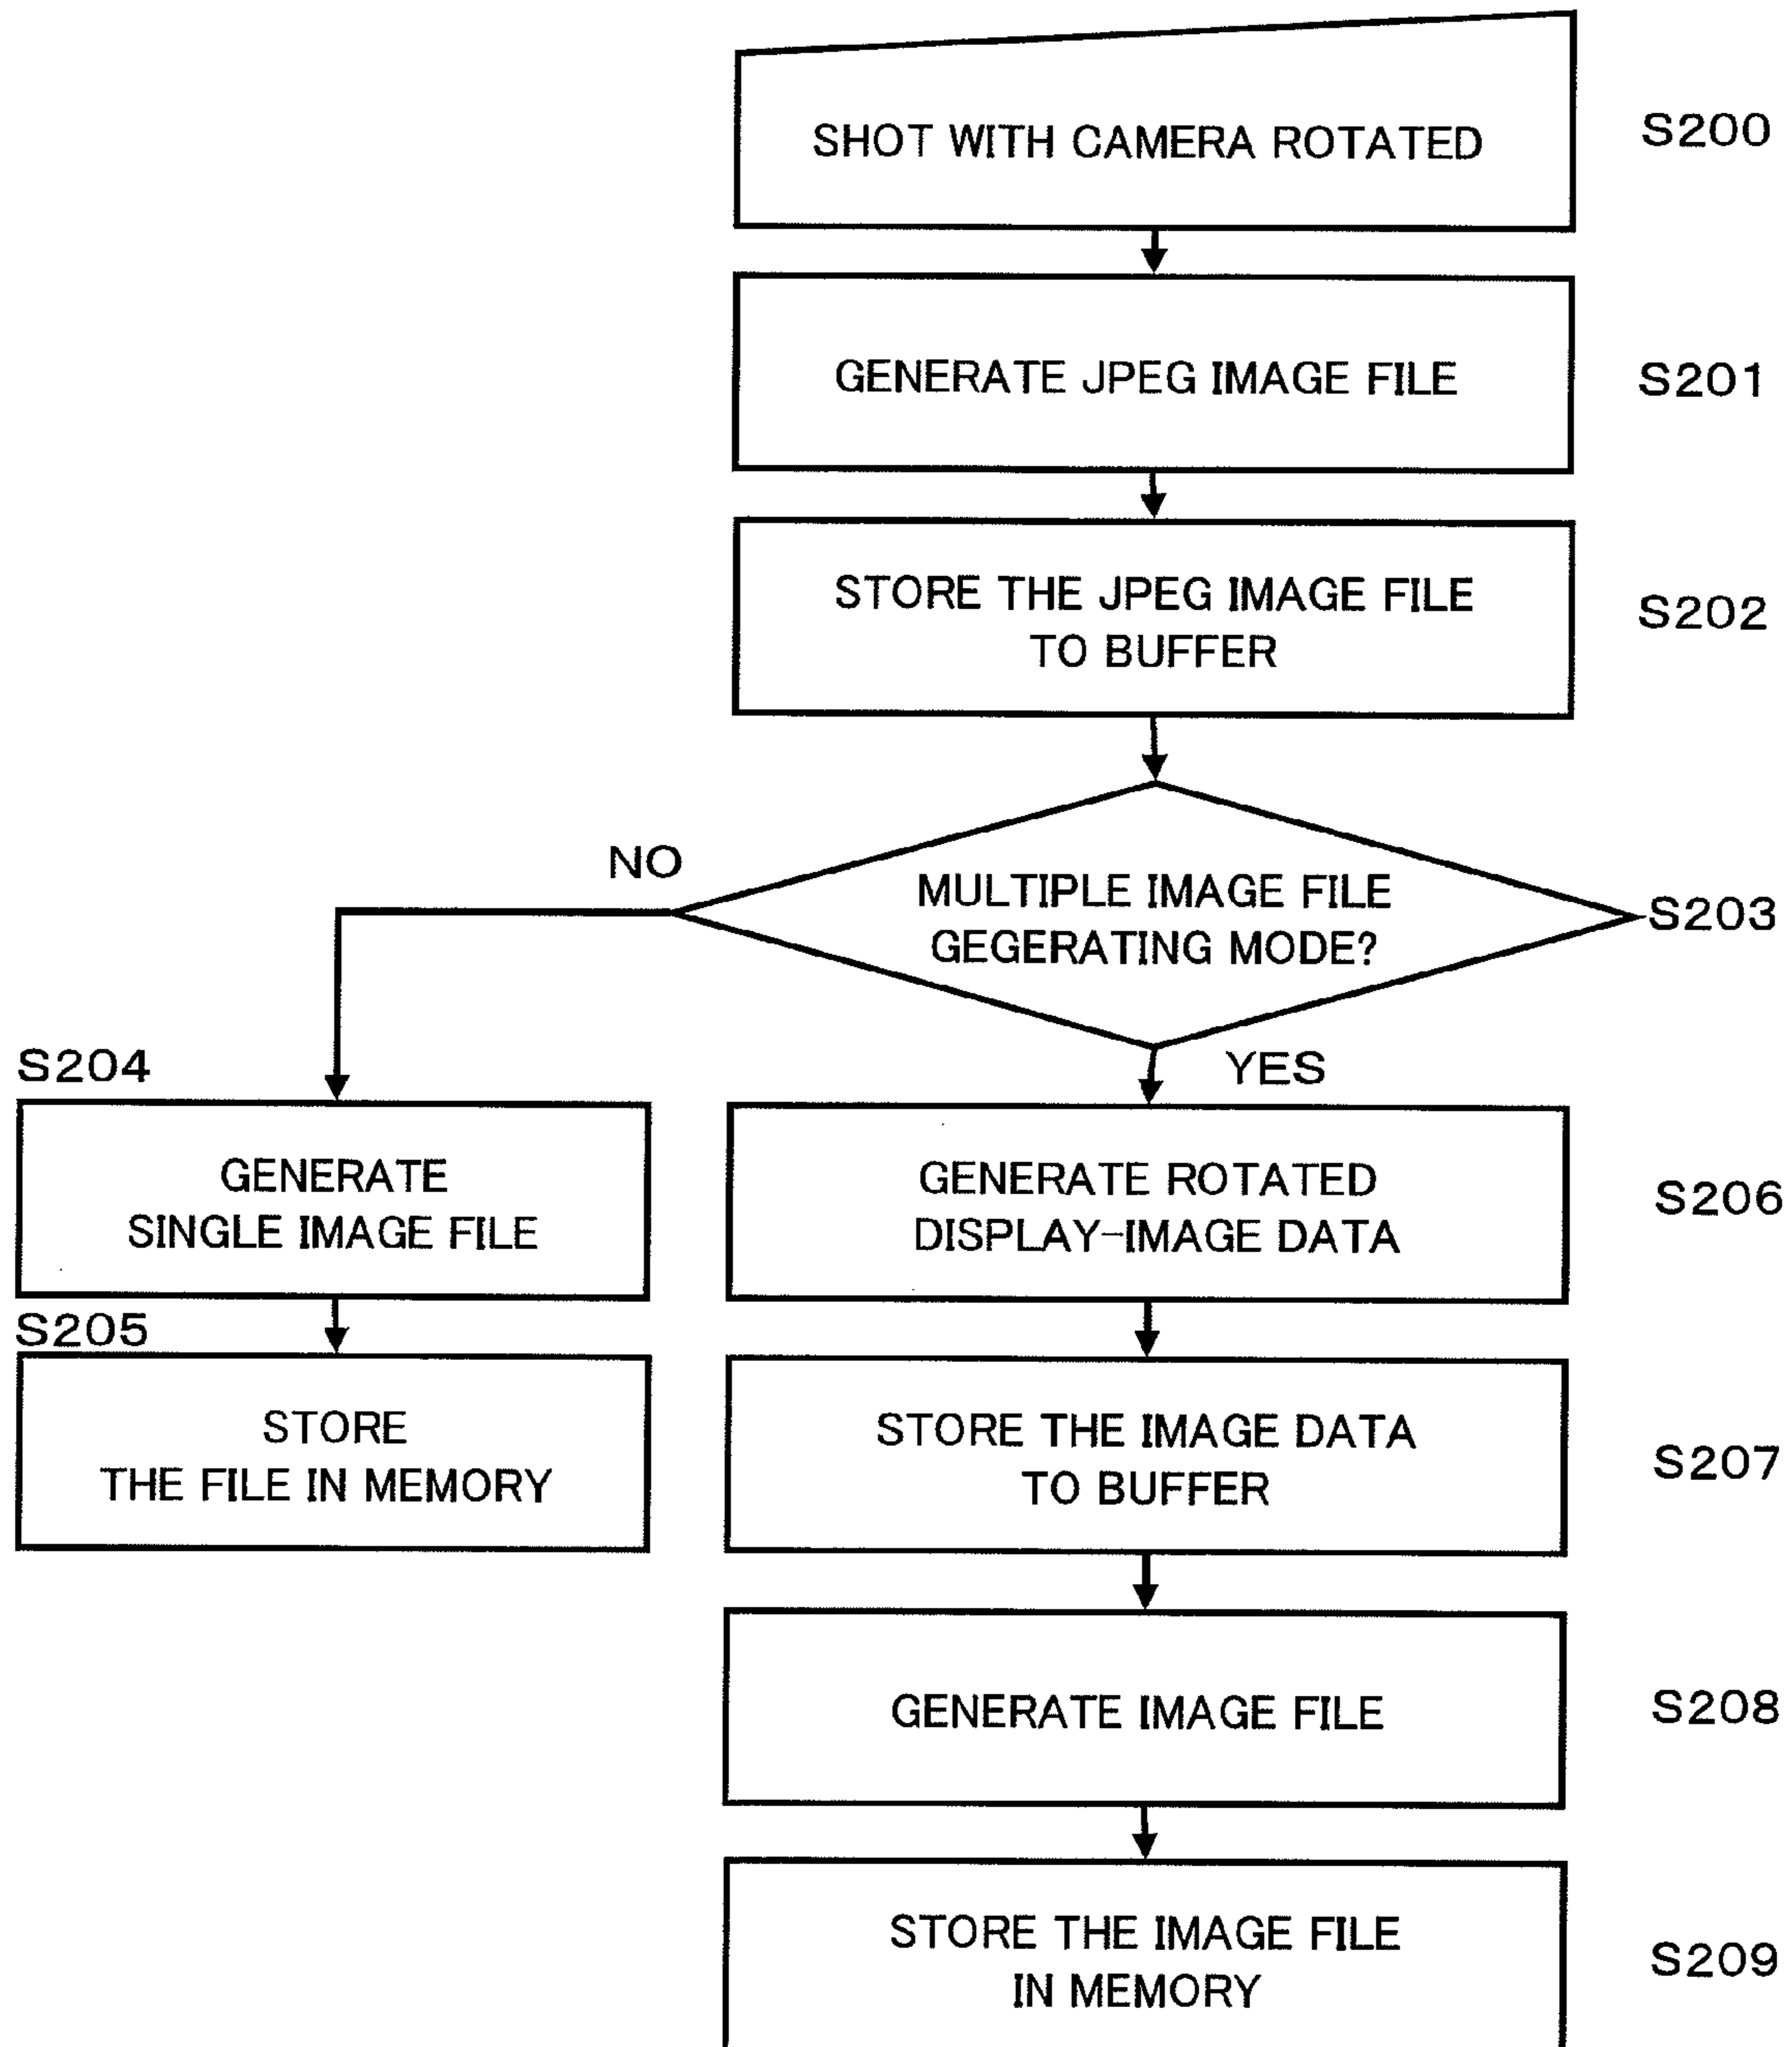 SHOT WITH CAMERA ROTATED
S200
GENERATE JPEG IMAGE FILE
S201
STORE THE JPEG IMAGE FILE
TO BUFFER
S202
NO
MULTIPLE IMAGE FILE
GEGERATING MODE?
S203
YES
S204
GENERATE
SINGLE IMAGE FILE
S205
STORE
THE FILE IN MEMORY
GENERATE ROTATED
DISPLAY-IMAGE DATA
S206
STORE THE IMAGE DATA
TO BUFFER
S207
GENERATE IMAGE FILE
S208
STORE THE IMAGE FILE
IN MEMORY
S209